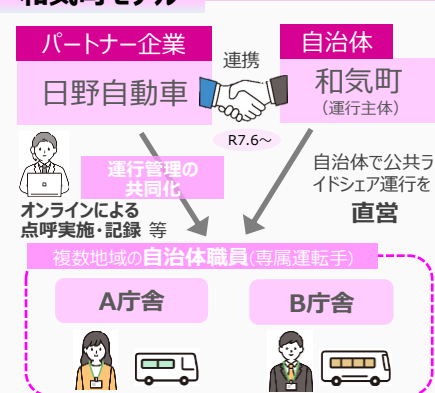 和気町モデル
パートナー企業
日野自動車
連携
自治体
和気町
（運行主体）
R7.6～
運行管理の
共同化
オンラインによる
点呼実施・記録 等
自治体で公共ラ
イドシェア運行を
直営
複数地域の自治体職員(専属運転手)
A庁舎
B庁舎